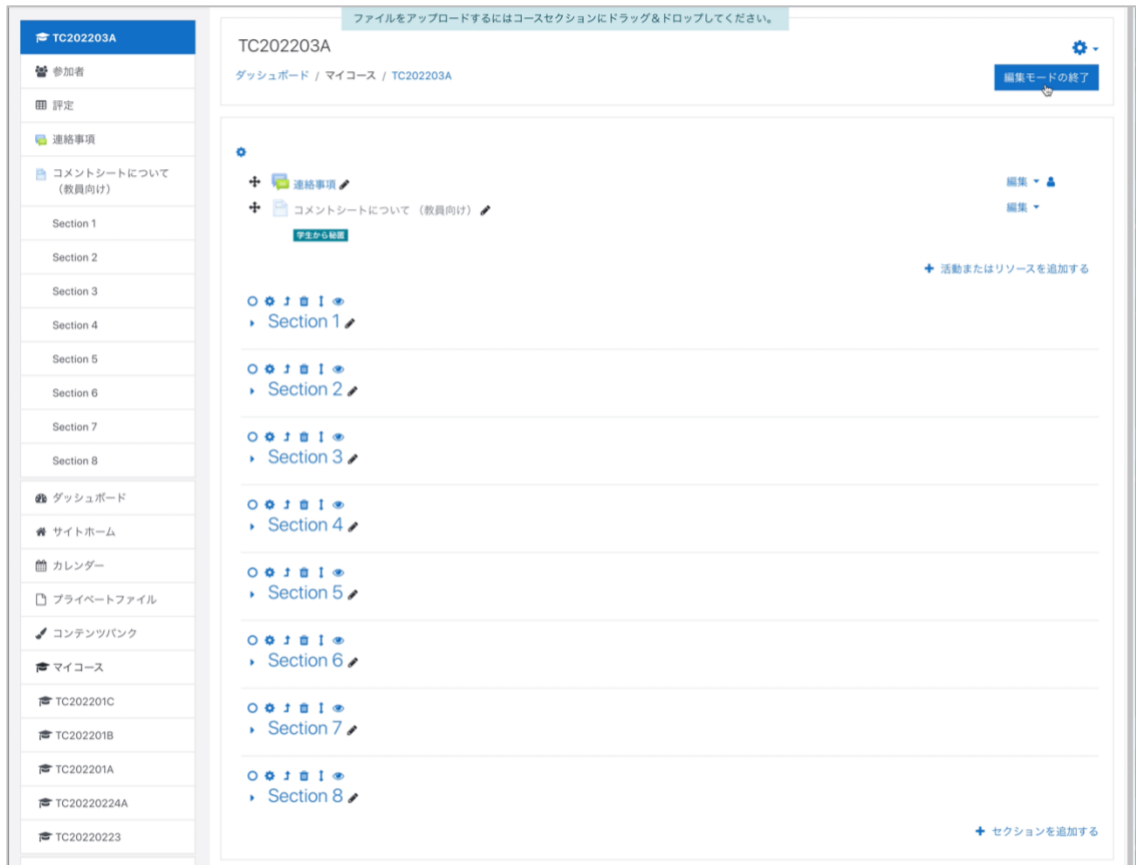 ファイルをアップロードするにはコースセクションにドラッグ&ドロップしてください。
TC202203A
参加者
評定
連絡事項
コメントシートについて
（教員向け）
Section 1
Section 2
Section 3
Section 4
Section 5
Section 6
Section 7
Section 8
ダッシュボード
サイトホーム
カレンダー
プライベートファイル
コンテンツバンク
マイコース
TC202201C
TC202201B
TC202201A
TC20220224A
TC20220223
TC202203A
ダッシュボード / マイコース / TC202203A
編集モードの終了
連絡事項 編集
コメントシートについて （教員向け） 編集
学生から秘匿
+ 活動またはリソースを追加する
Section 1
Section 2
Section 3
Section 4
Section 5
Section 6
Section 7
Section 8
+ セクションを追加する